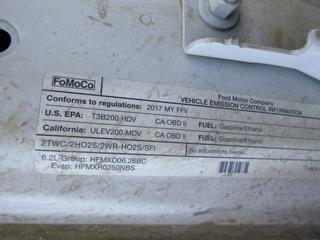 FoMoCo
Ford Motor Company
VEHICLE EMISSION CONTROL INFORMATION
Conforms to regulations: 2017 MY FFV
U.S. EPA: T3B200 HDV CA OBD II FUEL: Gasoline/Ethanol
California: ULEV200 MDV CA OBD II FUEL: Gasoline/Ethanol
2TWC/2HO2S/2WR-HO2S/SFI No adjustments needed
6.2L-Group: HFMXD06.26BC
Evap: HFMXR0250NBS